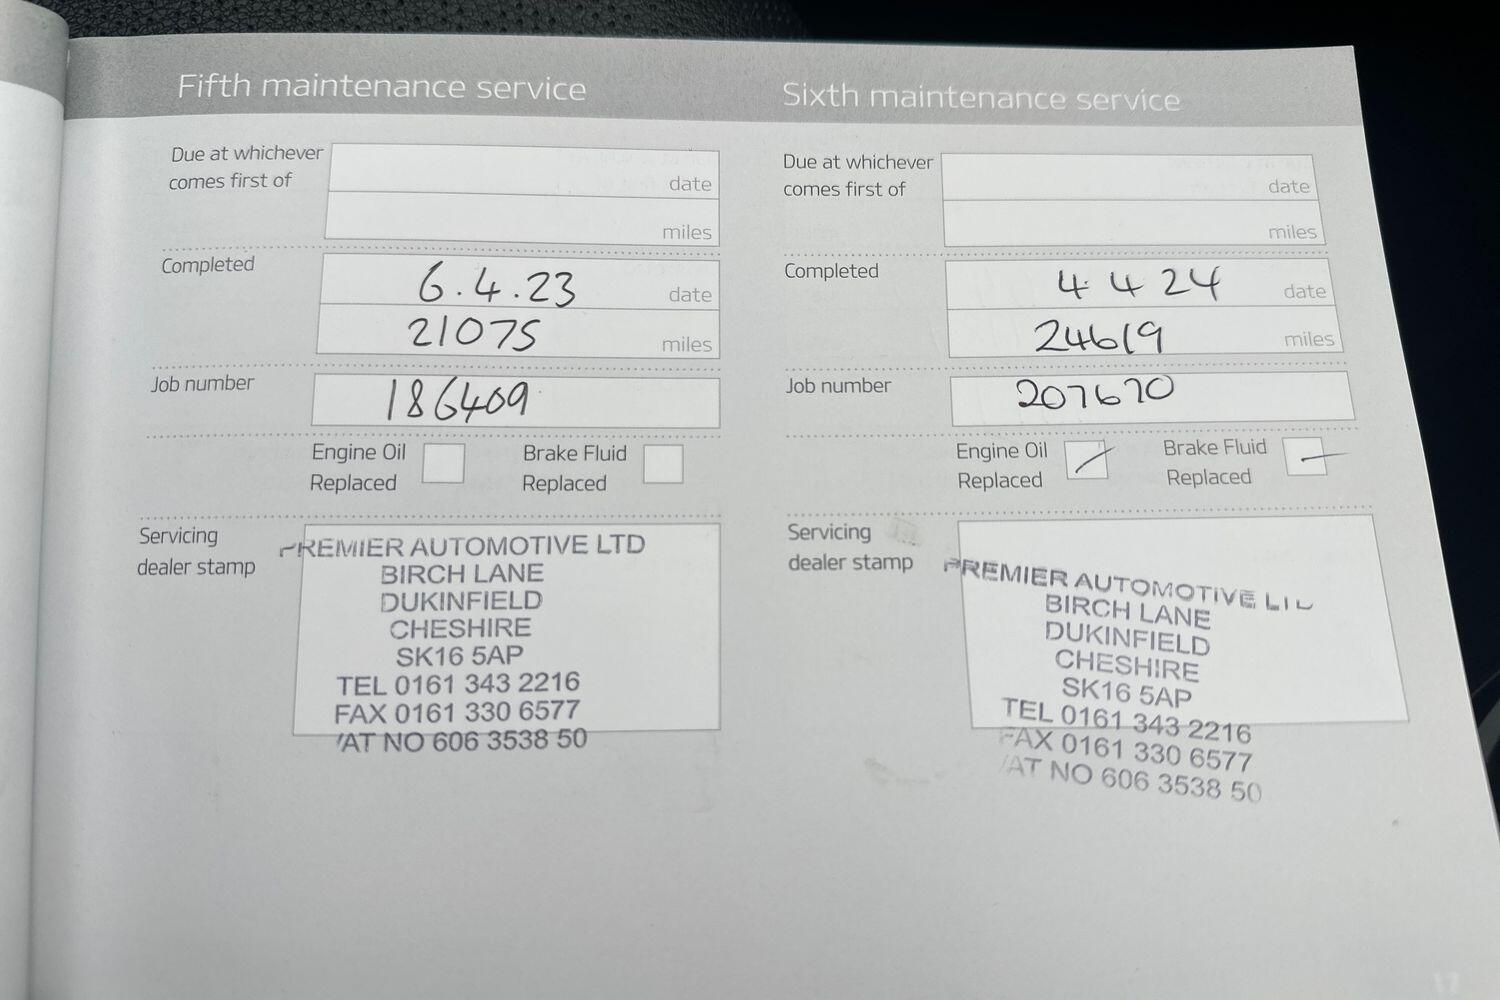 Fifth maintenance service
Due at whichever
comes first of
date
miles
Completed
6.4.23 date
21075 miles
Job number 186409
Engine Oil
Replaced
Brake Fluid
Replaced
Servicing
dealer stamp
PREMIER AUTOMOTIVE LTD
BIRCH LANE
DUKINFIELD
CHESHIRE
SK16 5AP
TEL 0161 343 2216
FAX 0161 330 6577
VAT NO 606 3538 50
Sixth maintenance service
Due at whichever
comes first of
date
miles
Completed
4 4 24 date
24619 miles
Job number 207670
Engine Oil
Replaced
Brake Fluid
Replaced
Servicing
dealer stamp
PREMIER AUTOMOTIVE LTD
BIRCH LANE
DUKINFIELD
CHESHIRE
SK16 5AP
TEL 0161 343 2216
FAX 0161 330 6577
VAT NO 606 3538 50